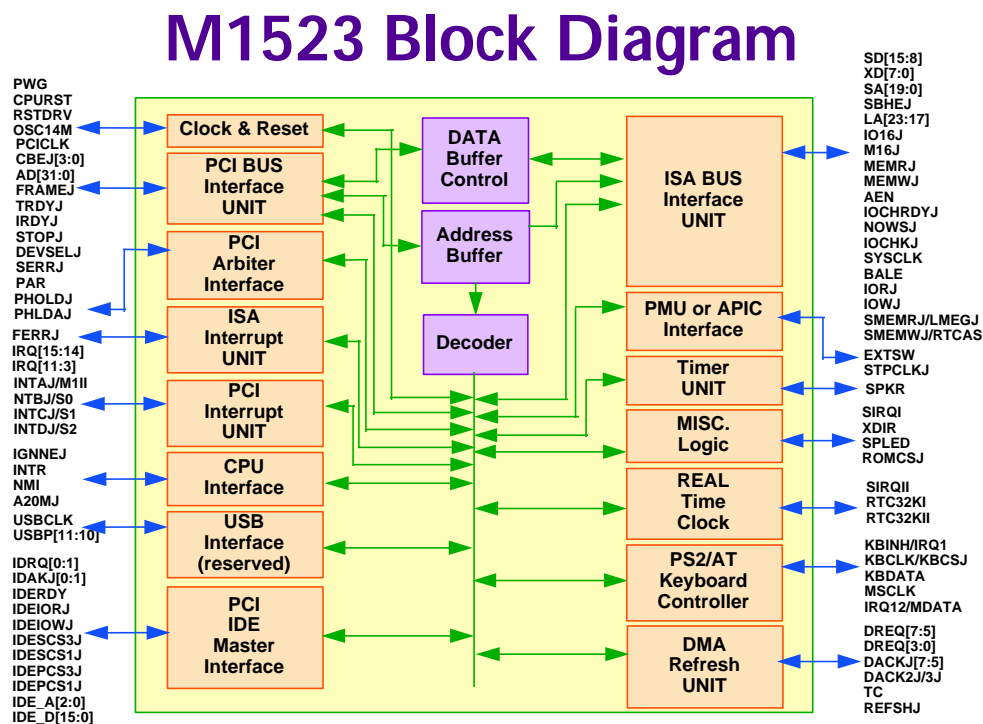 M1523 Block Diagram
PWG
CPURST
RSTDRV
OSC14M
PCICLK
CBEJ[3:0]
AD[31:0]
FRAMEJ
TRDYJ
IRDYJ
STOPJ
DEVSELJ
SERRJ
PAR
PHOLDJ
PHLDAJ
FERRJ
IRQ[15:14]
IRQ[11:3]
INTAJ/M1II
NTBJ/S0
INTCJ/S1
INTDJ/S2
IGNNEJ
INTR
NMI
A20MJ
USBCLK
USBP[11:10]
IDRQ[0:1]
IDAKJ[0:1]
IDERDY
IDEIORJ
IDEIOWJ
IDESCS3J
IDESCS1J
IDEPCS3J
IDEPCS1J
IDE_A[2:0]
IDE_D[15:0]
Clock & Reset
PCI BUS
Interface
UNIT
PCI
Arbiter
Interface
ISA
Interrupt
UNIT
PCI
Interrupt
UNIT
CPU
Interface
USB
Interface
(reserved)
PCI
IDE
Master
Interface
DATA
Buffer
Control
Address
Buffer
Decoder
ISA BUS
Interface
UNIT
PMU or APIC
Interface
Timer
UNIT
MISC.
Logic
REAL
Time
Clock
PS2/AT
Keyboard
Controller
DMA
Refresh
UNIT
SD[15:8]
XD[7:0]
SA[19:0]
SBHEJ
LA[23:17]
IO16J
M16J
MEMRJ
MEMWJ
AEN
IOCHRDYJ
NOWSJ
IOCHKJ
SYSCLK
BALE
IORJ
IOWJ
SMEMRJ/LMEGJ
SMEMWJ/RTCAS
EXTSW
STPCLKJ
SPKR
SIRQI
XDIR
SPLED
ROMCSJ
SIRQII
RTC32KI
RTC32KII
KBINH/IRQ1
KBCLK/KBCSJ
KBDATA
MSCLK
IRQ12/MDATA
DREQ[7:5]
DREQ[3:0]
DACKJ[7:5]
DACK2J/3J
TC
REFSHJ